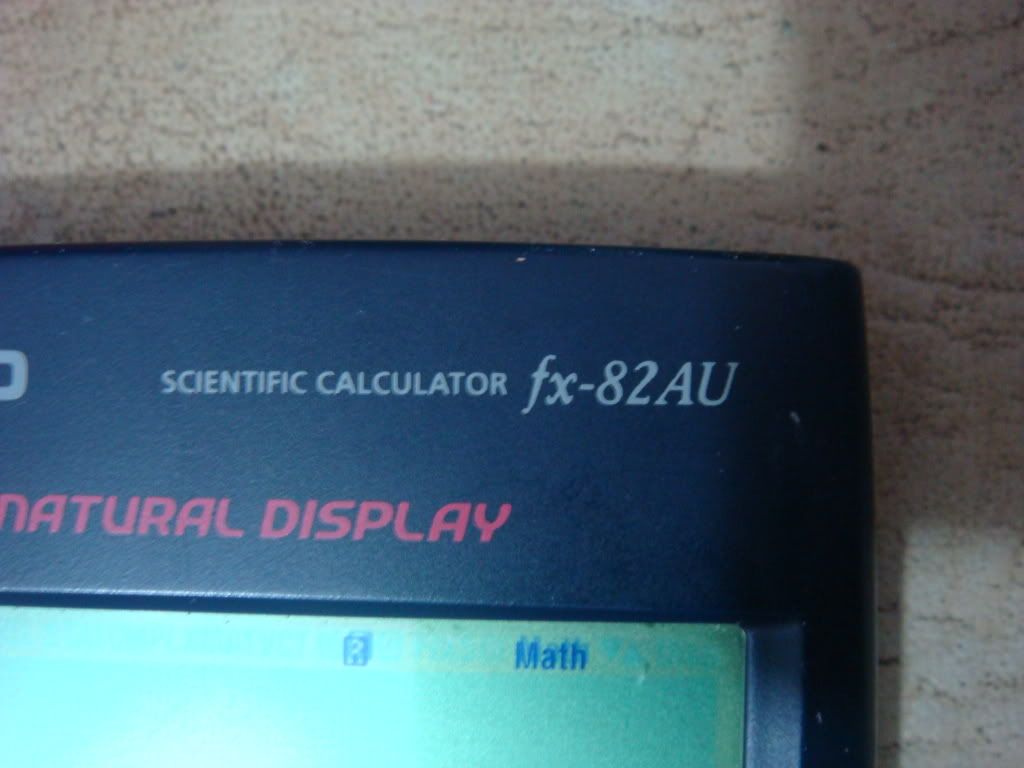 O
SCIENTIFIC CALCULATOR fx-82AU
NATURAL DISPLAY
R Math